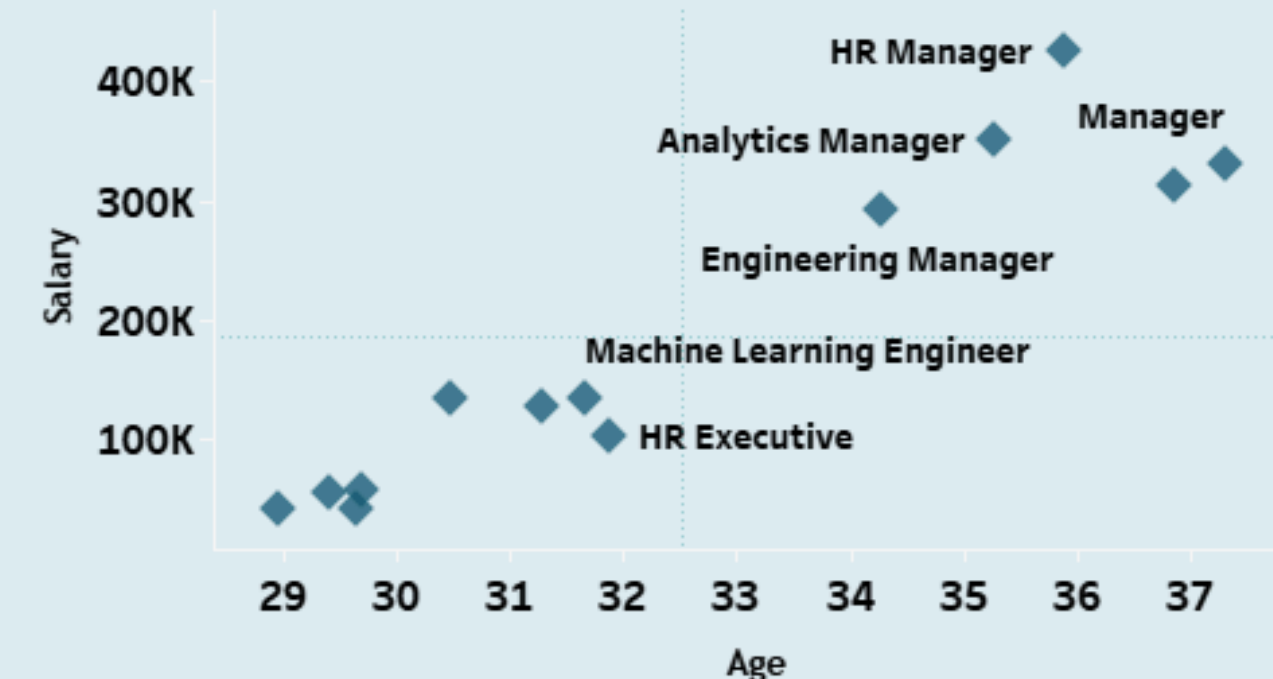 HR Manager
400K
Manager
Analytics Manager
300K
Engineering Manager
Salary
200K
Machine Learning Engineer
100K
HR Executive
29 30 31 32 33 34 35 36 37
Age